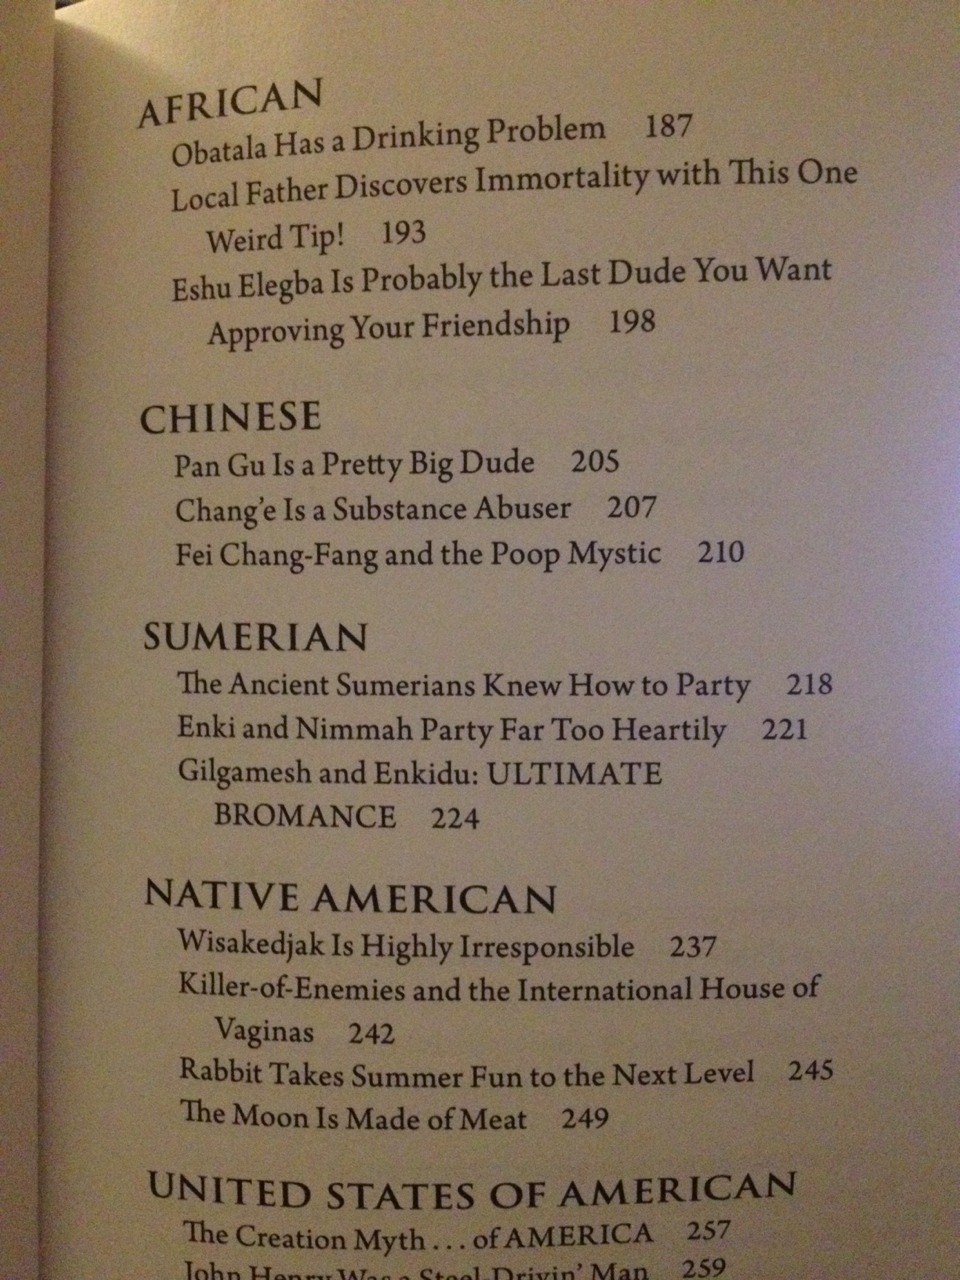 AFRICAN
Obatala Has a Drinking Problem 187
Local Father Discovers Immortality with This One
Weird Tip! 193
Eshu Elegba Is Probably the Last Dude You Want
Approving Your Friendship 198
CHINESE
Pan Gu Is a Pretty Big Dude 205
Chang'e Is a Substance Abuser 207
Fei Chang-Fang and the Poop Mystic 210
SUMERIAN
The Ancient Sumerians Knew How to Party 218
Enki and Nimmah Party Far Too Heartily 221
Gilgamesh and Enkidu: ULTIMATE
BROMANCE 224
NATIVE AMERICAN
Wisakedjak Is Highly Irresponsible 237
Killer-of-Enemies and the International House of
Vaginas 242
Rabbit Takes Summer Fun to the Next Level 245
The Moon Is Made of Meat 249
UNITED STATES OF AMERICAN
The Creation Myth . . . of AMERICA 257
John Henry Was a Steel-Drivin' Man 259